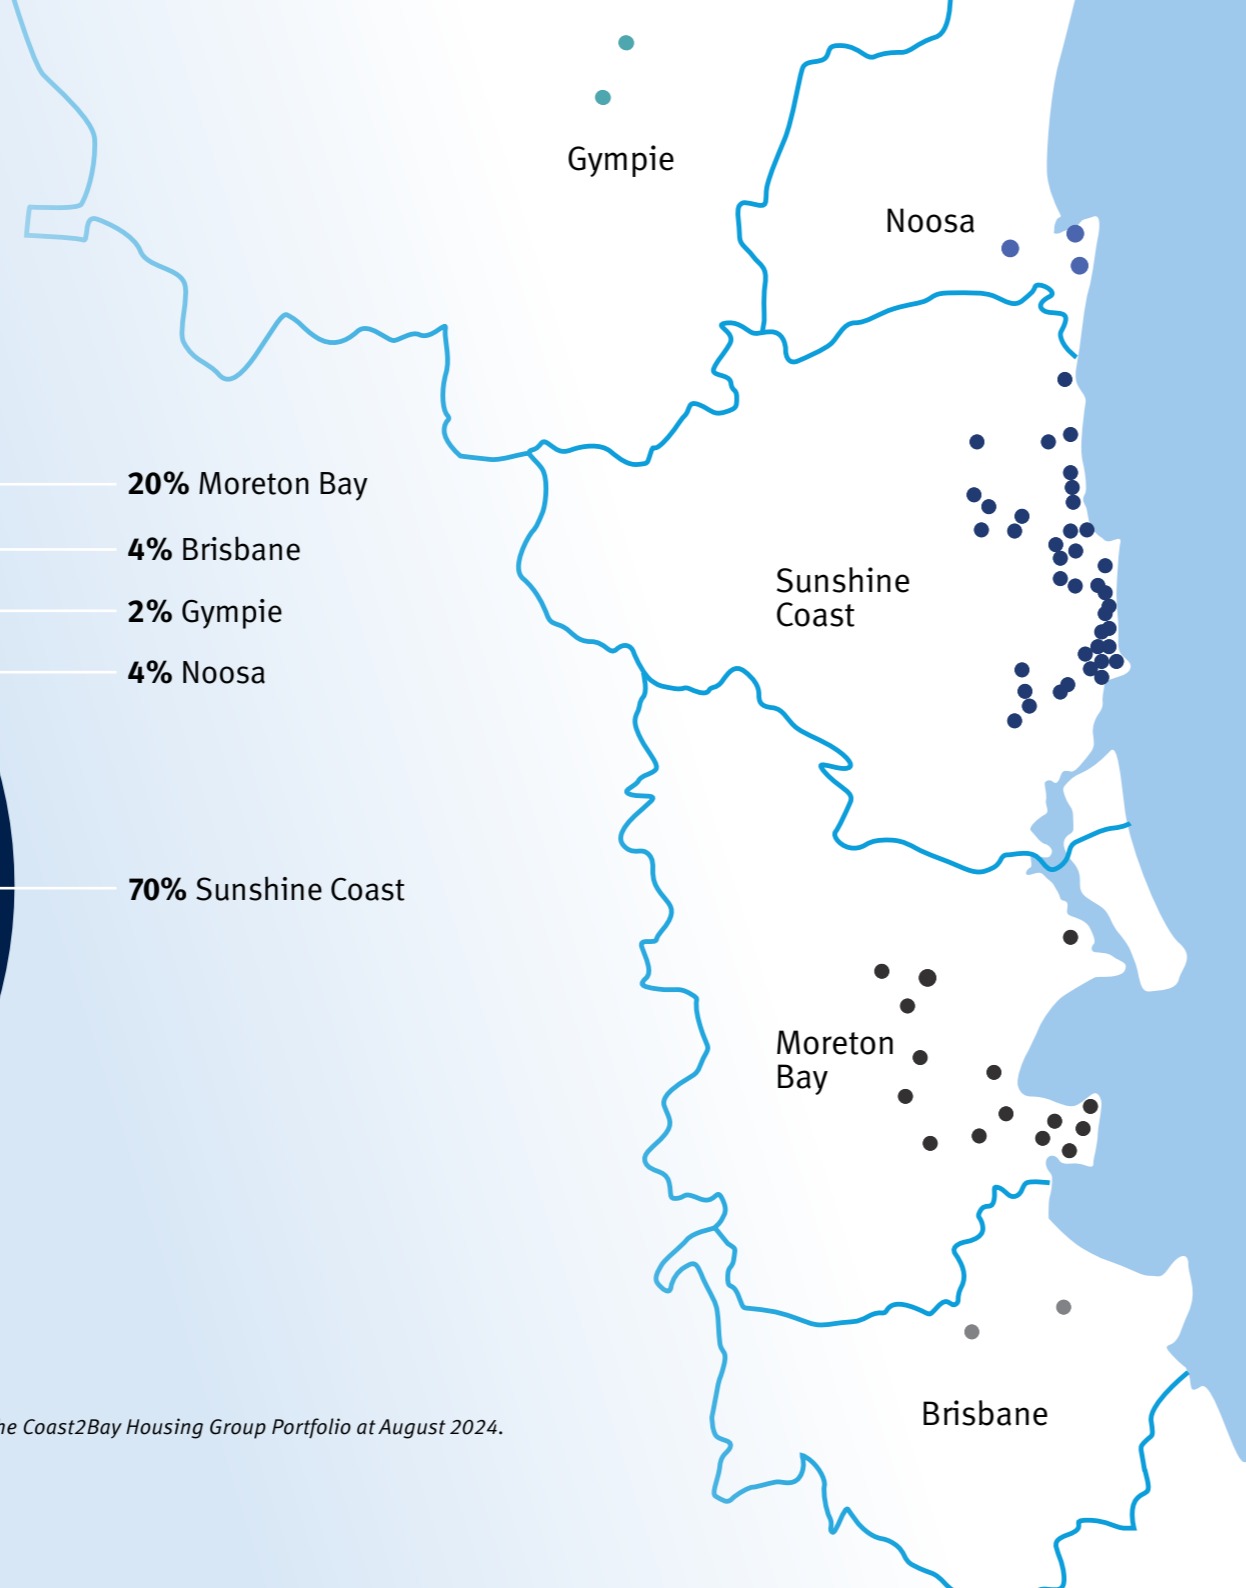 Gympie
Noosa
20% Moreton Bay
4% Brisbane
2% Gympie
4% Noosa
70% Sunshine Coast
Sunshine
Coast
Moreton
Bay
Brisbane
Coast2Bay Housing Group Portfolio at August 2024.